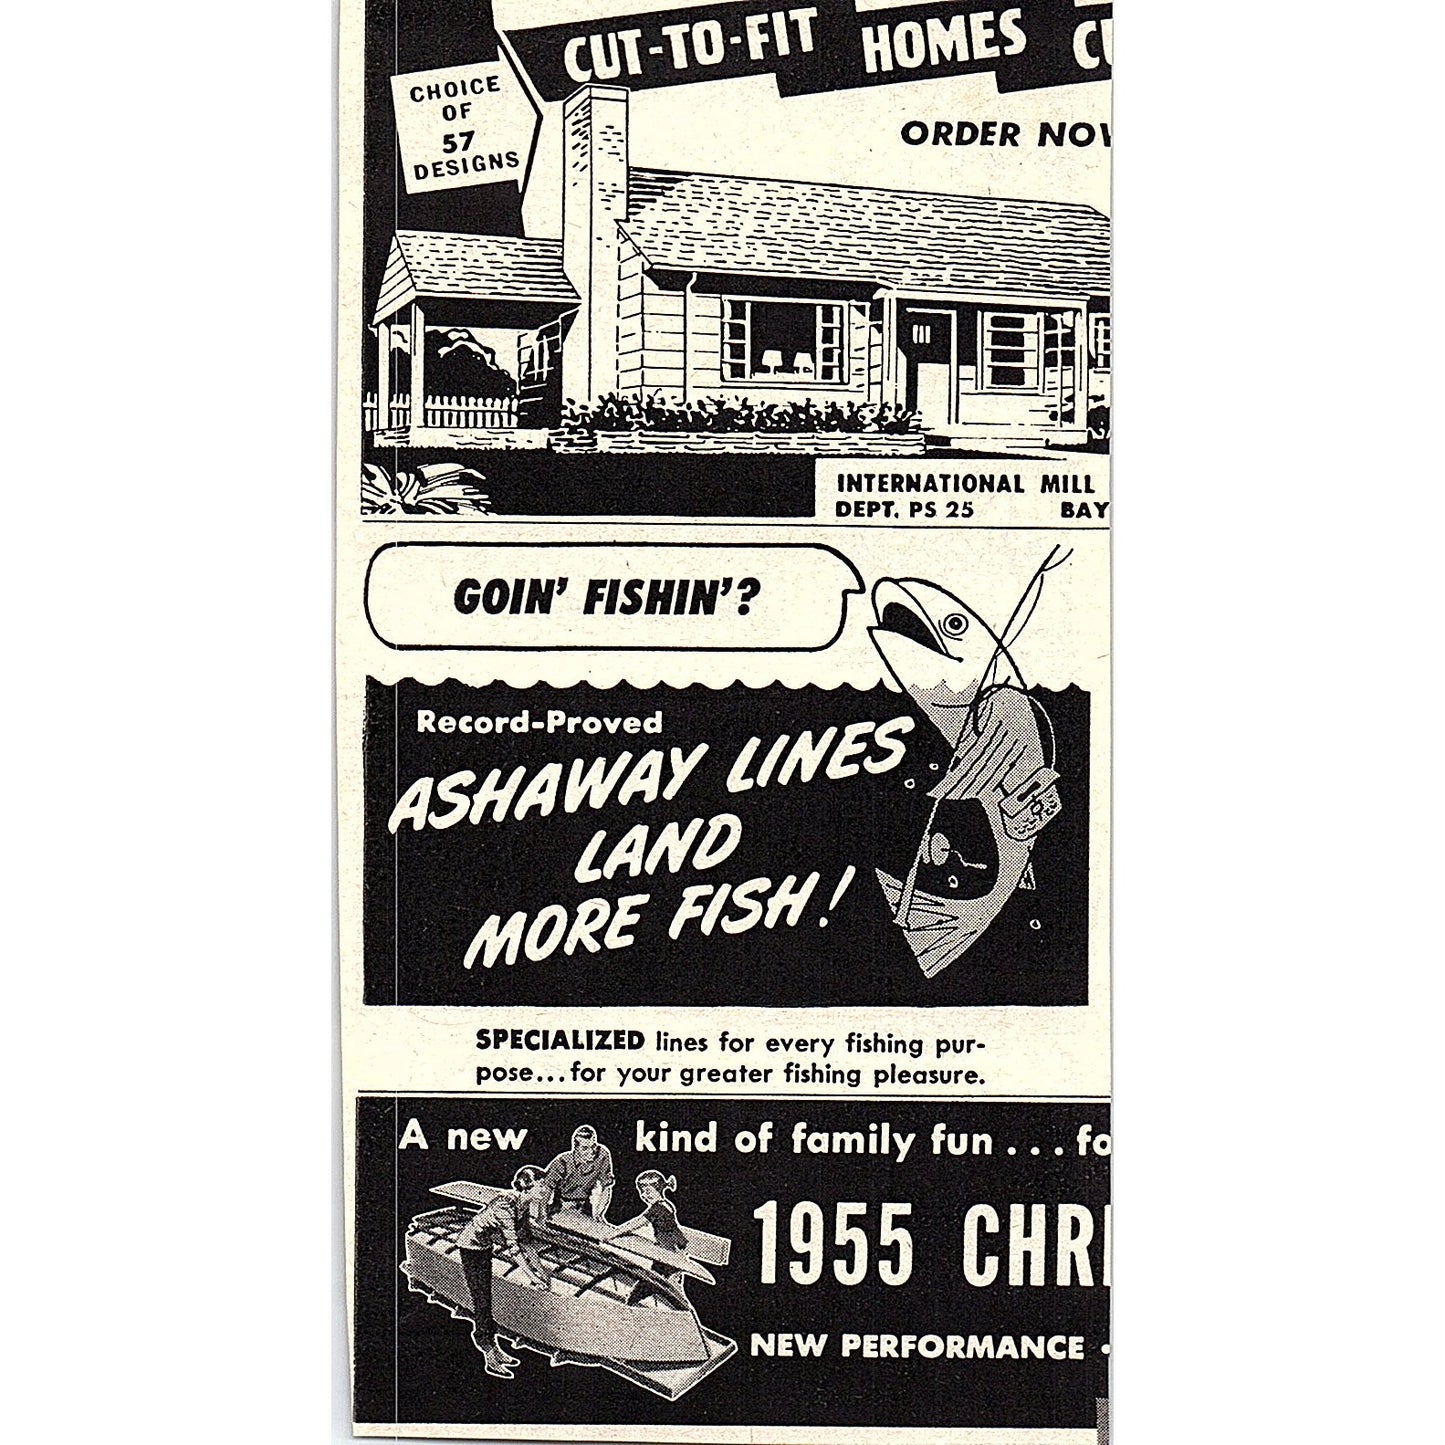 CUT-TO-FIT HOMES
CHOICE
OF
57
DESIGNS
ORDER
INTERNATIONAL MILL
DEPT. PS 25 BAY
GOIN' FISHIN'?
Record-Proved
ASHAWAY LINES
LAND
MORE FISH!
SPECIALIZED lines for every fishing pur-
pose...for your greater fishing pleasure.
A new kind of family fun... fo
1955 CHRI
NEW PERFORMANCE •